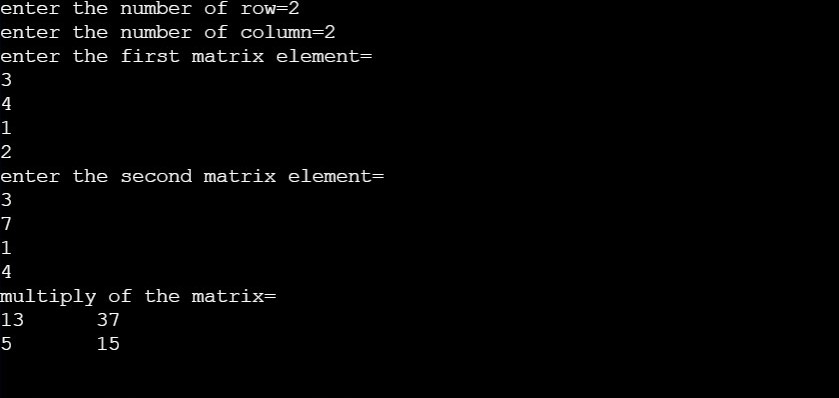 enter the number of row=2
enter the number of column=2
enter the first matrix element=
3
4
1
2
enter the second matrix element=
3
7
1
4
multiply of the matrix=
13 37
5 15